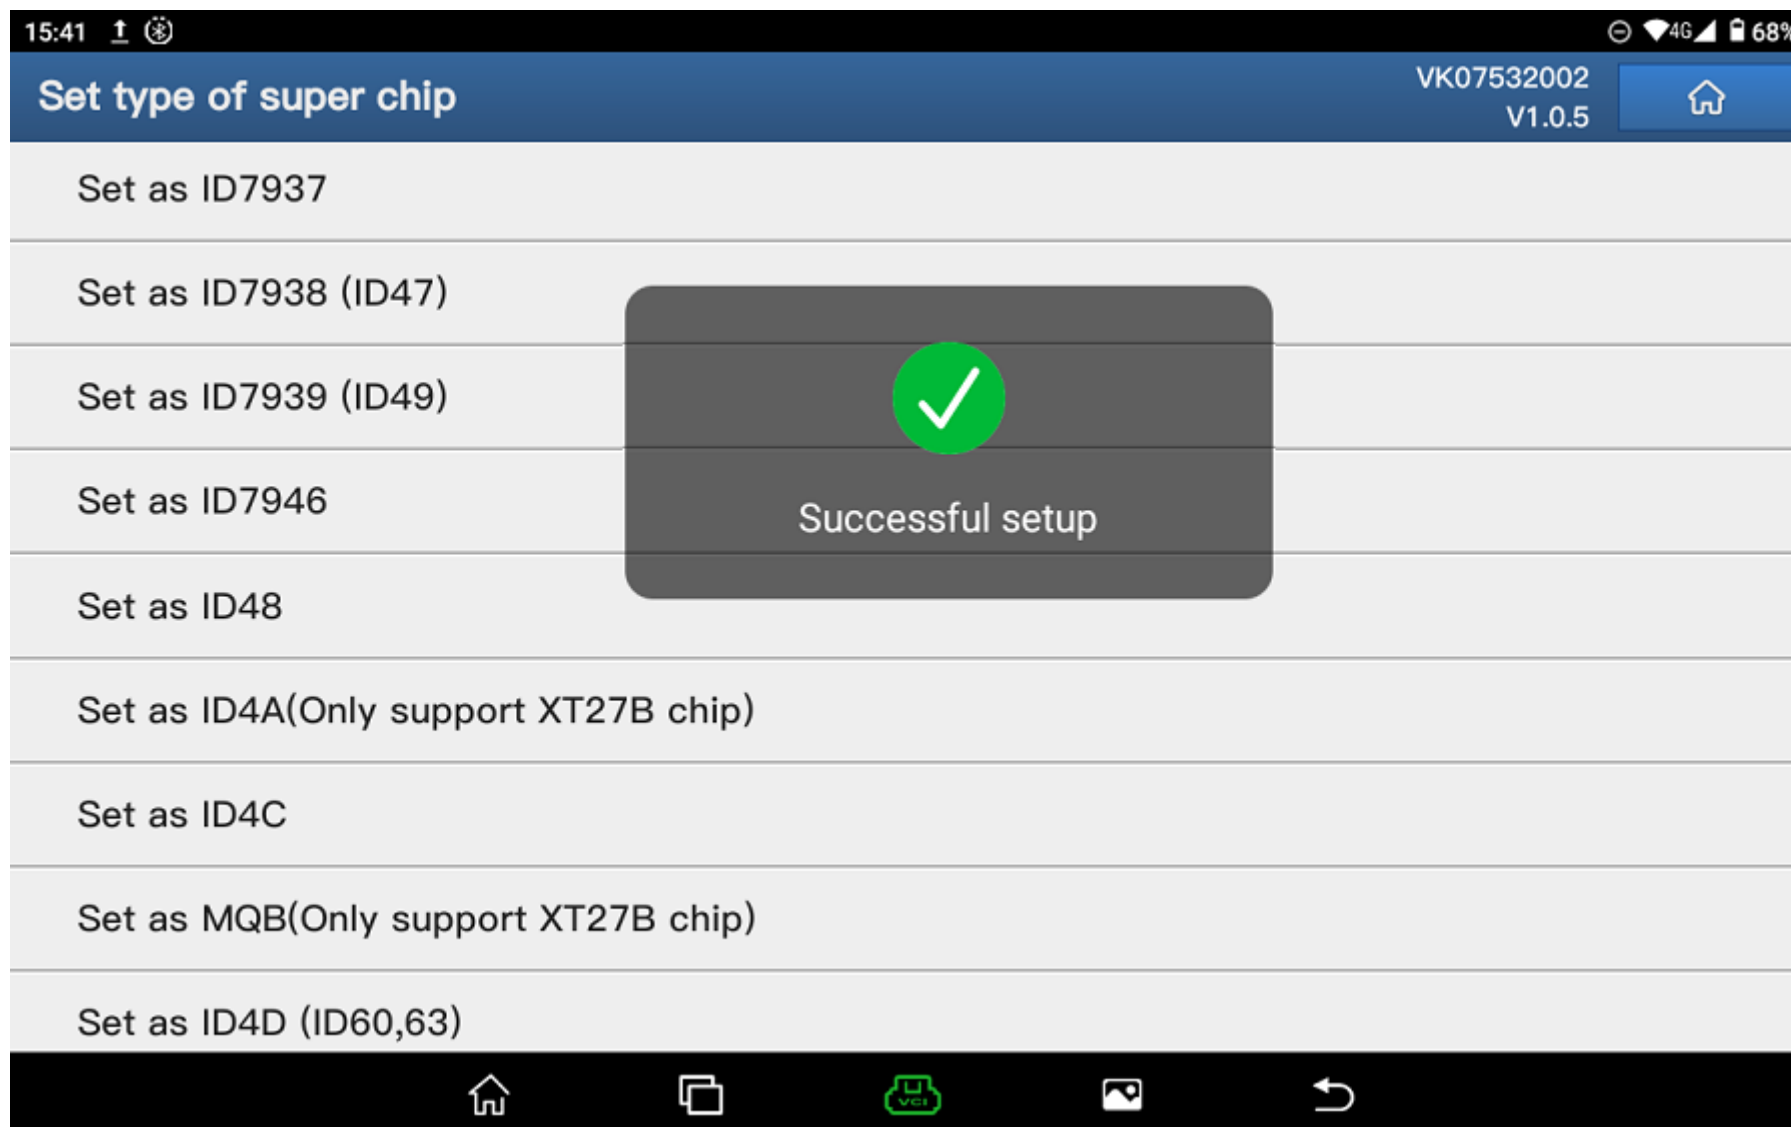 15:41
4G 68%
Set type of super chip
VK07532002
V1.0.5
Set as ID7937
Set as ID7938 (ID47)
Set as ID7939 (ID49)
Set as ID7946
Successful setup
Set as ID48
Set as ID4A(Only support XT27B chip)
Set as ID4C
Set as MQB(Only support XT27B chip)
Set as ID4D (ID60,63)
VCI